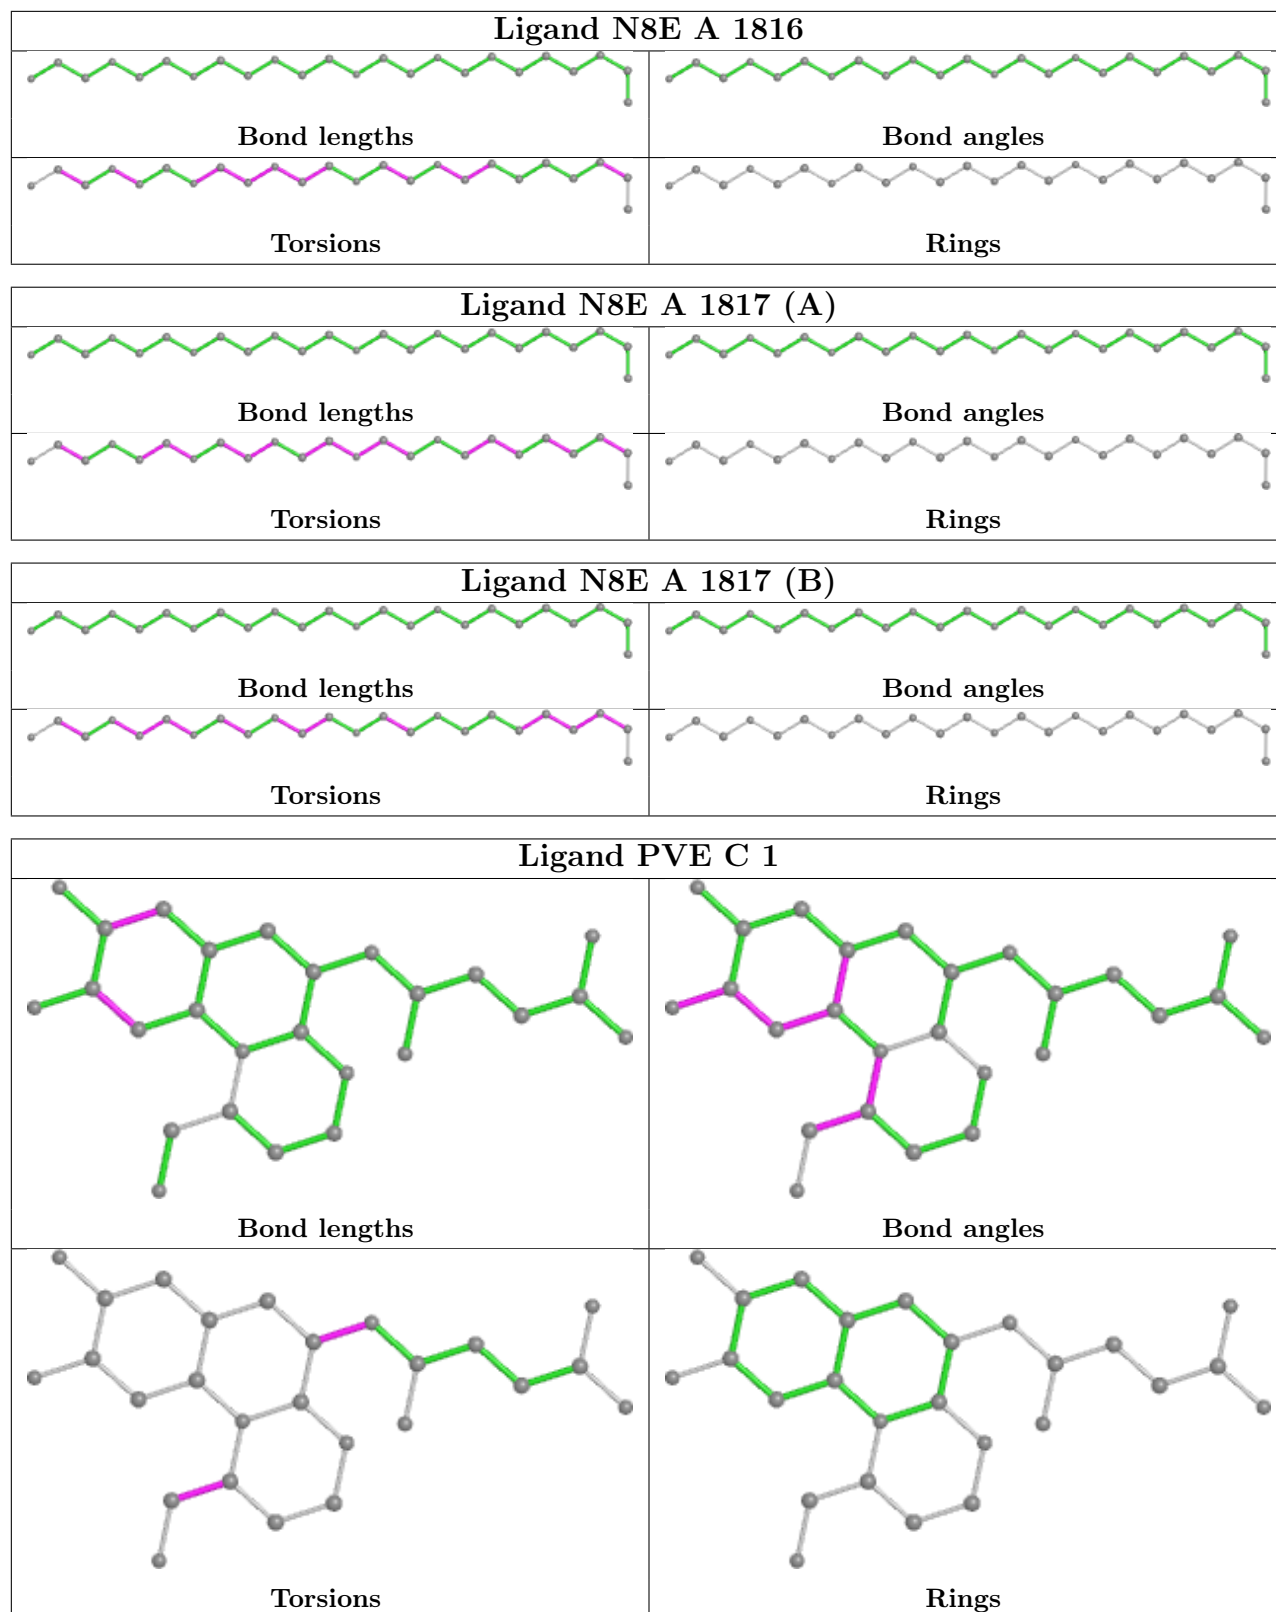 Ligand N8E A 1816
Bond lengths
Bond angles
Torsions
Rings
Ligand N8E A 1817 (A)
Bond lengths
Bond angles
Torsions
Rings
Ligand N8E A 1817 (B)
Bond lengths
Bond angles
Torsions
Rings
Ligand PVE C 1
Bond lengths
Bond angles
Torsions
Rings